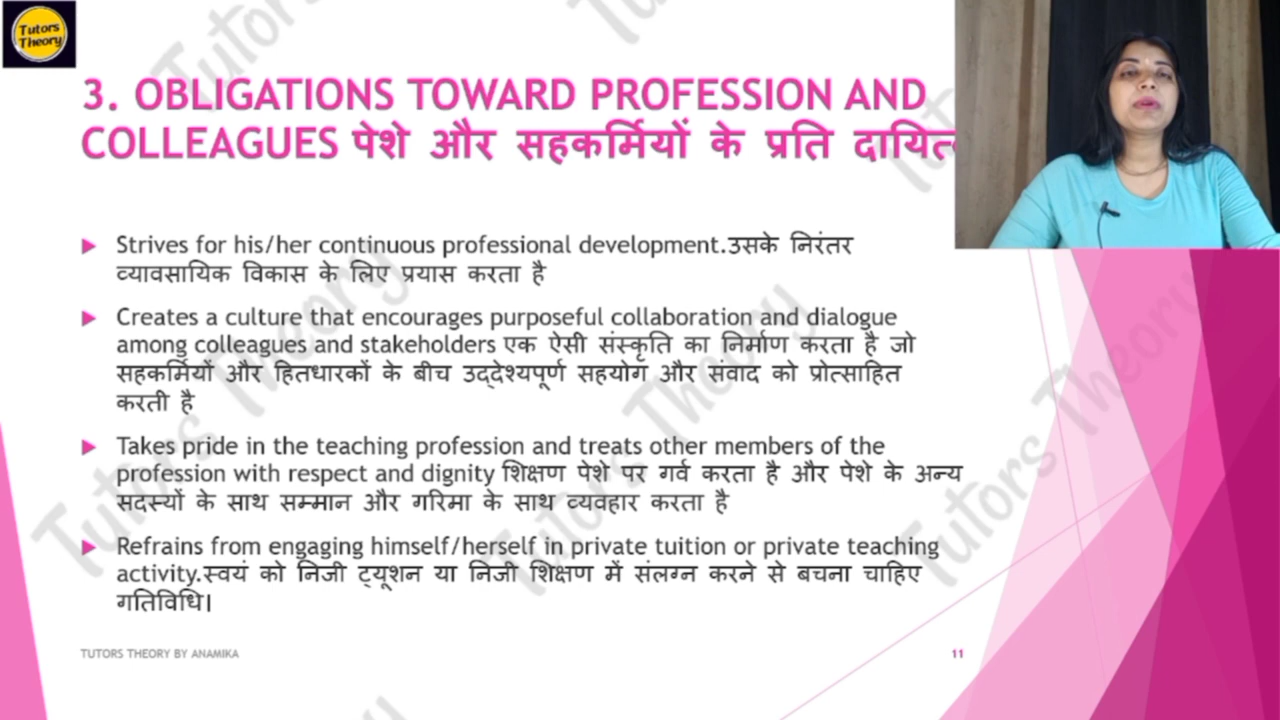 Tutors
Theory
3. OBLIGATIONS TOWARD PROFESSION AND
COLLEAGUES पेशे और सहकर्मियों के प्रति
Strives for his/her continuous professional development.उसके निरंतर
व्यावसायिक विकास के लिए प्रयास करता है
Creates a culture that encourages purposeful collaboration and dialogue
among colleagues and stakeholders एक ऐसी संस्कृति का निर्माण करता है जो
सहकर्मियों और हितधारकों के बीच उद्देश्यपूर्ण सहयोग और संवाद को प्रोत्साहित
करती है
Takes pride in the teaching profession and treats other members of the
profession with respect and dignity शिक्षण पेशे पर गर्व करता है और पेशे के अन्य
सदस्यों के साथ सम्मान और गरिमा के साथ व्यवहार करता है
Refrains from engaging himself/herself in private tuition or private teaching
activity.स्वयं को निजी ट्यूशन या निजी शिक्षण में संलग्न करने से बचना चाहिए
गतिविधि।
TUTORS THEORY BY ANAMIKA
11